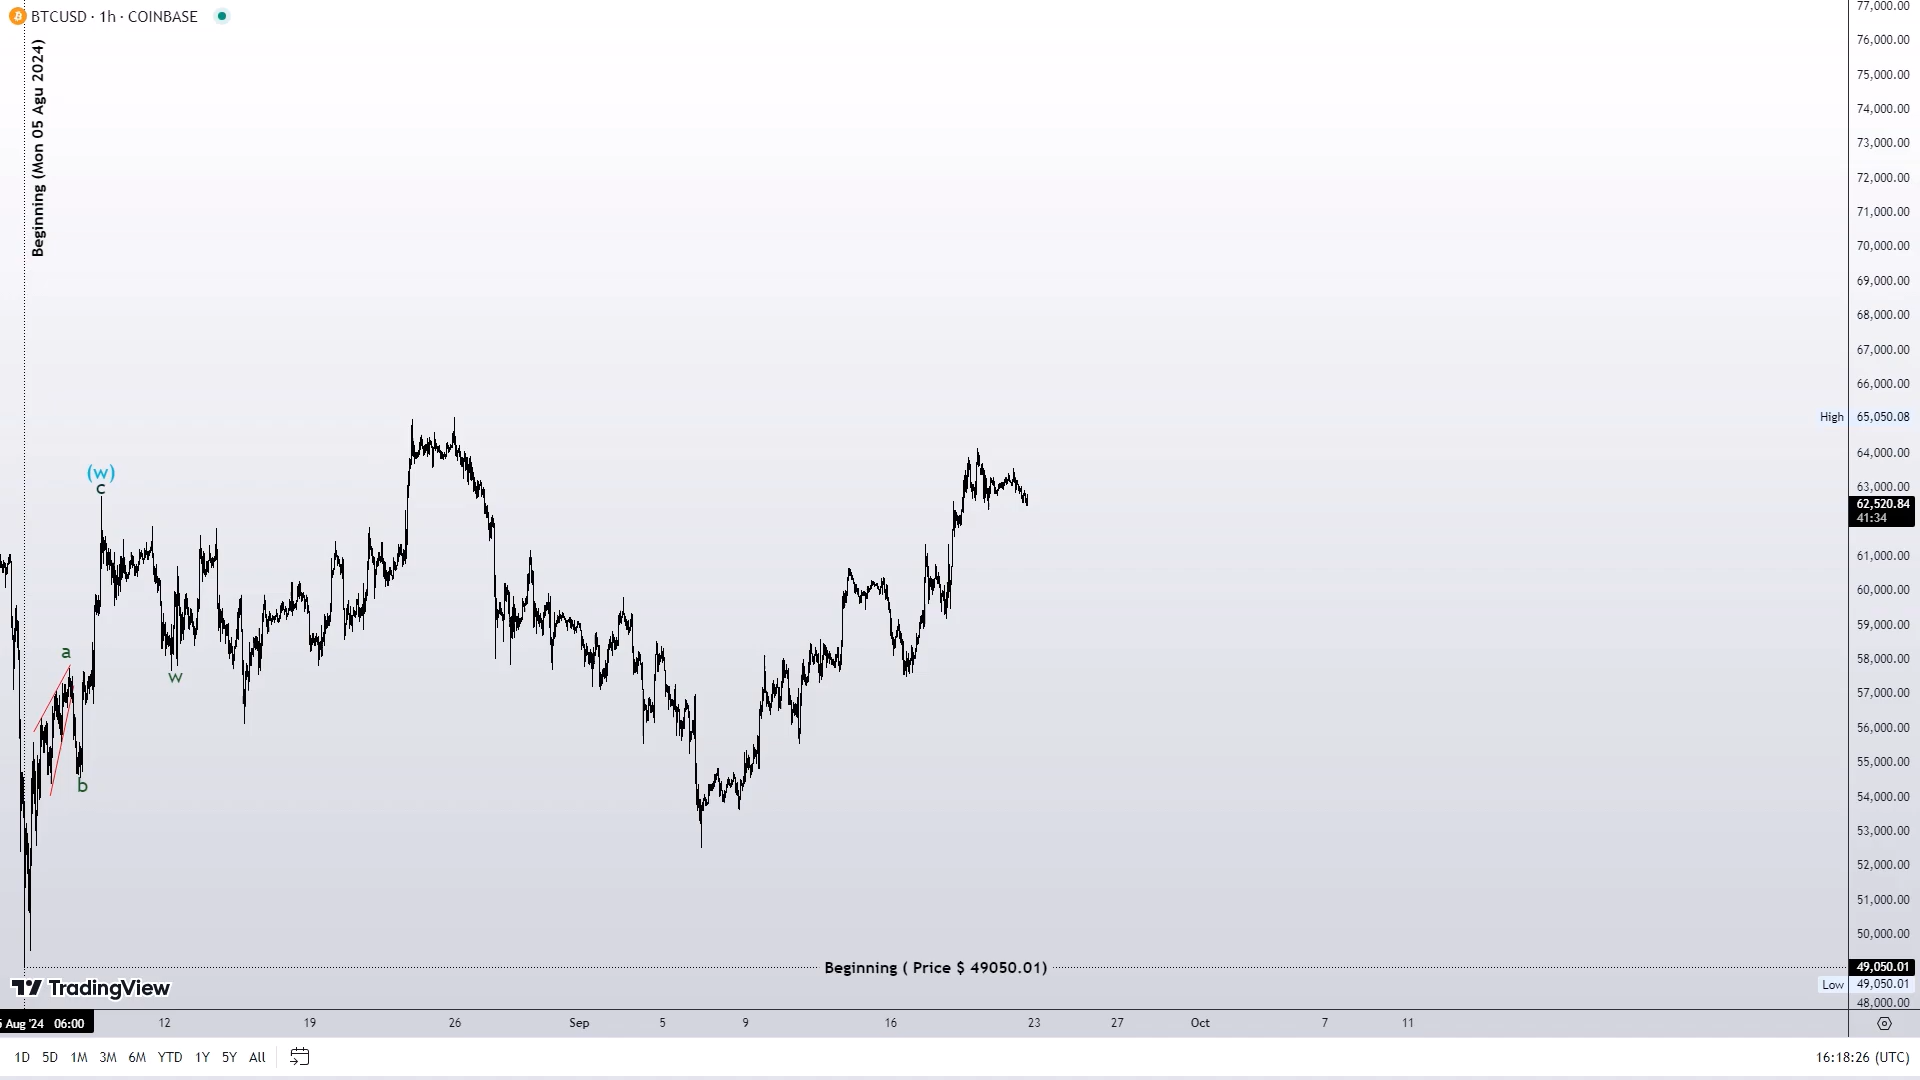 BTCUSD · 1h · COINBASE
Beginning (Mon 05 Agu 2024)
(w)
c
a
b
w
Beginning ( Price $ 49050.01)
TradingView
77,000.00
76,000.00
75,000.00
74,000.00
73,000.00
72,000.00
71,000.00
70,000.00
69,000.00
68,000.00
67,000.00
66,000.00
High 65,050.08
64,000.00
63,000.00
62,520.84
41:34
61,000.00
60,000.00
59,000.00
58,000.00
57,000.00
56,000.00
55,000.00
54,000.00
53,000.00
52,000.00
51,000.00
50,000.00
49,050.01
Low 49,050.01
48,000.00
5 Aug '24 06:00 12 19 26 Sep 5 9 16 23 27 Oct 7 11
1D 5D 1M 3M 6M YTD 1Y 5Y All
16:18:26 (UTC)